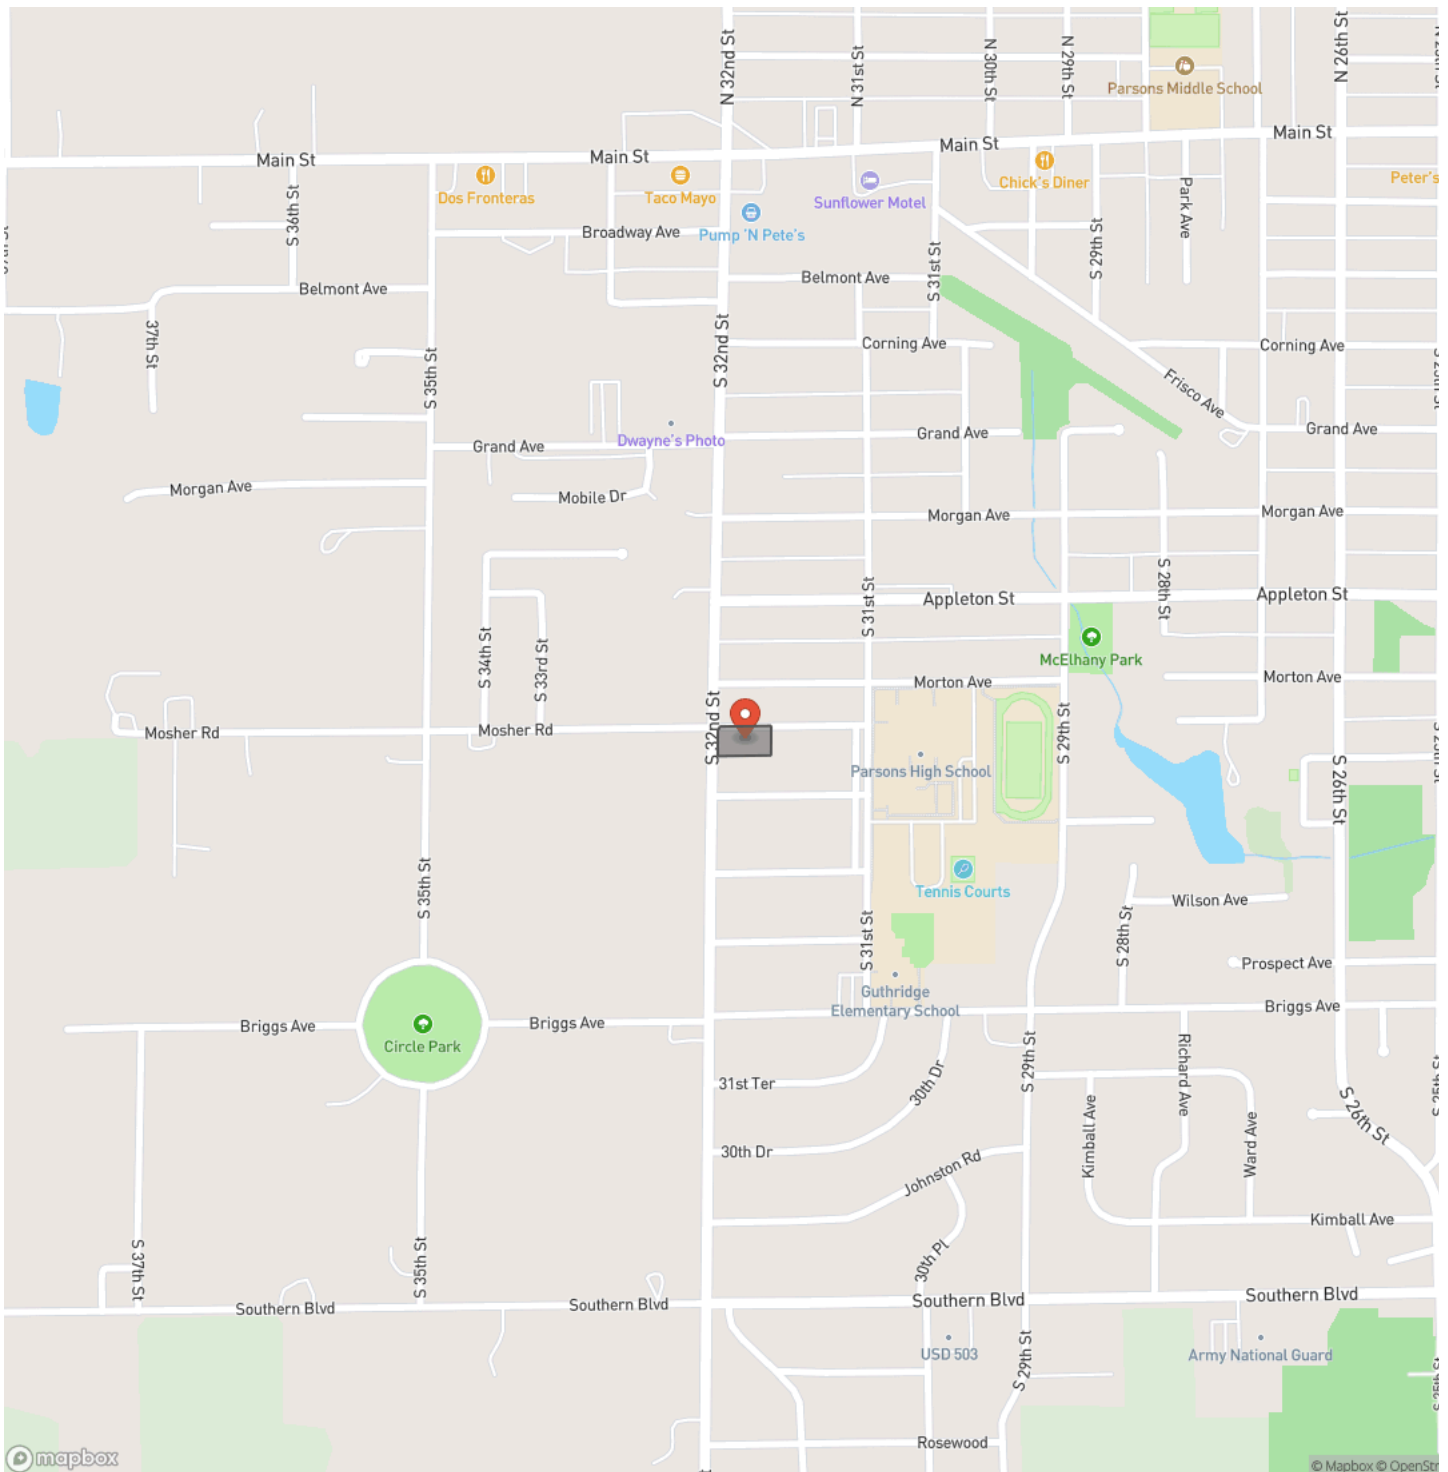 N 32nd St
N 31st St
N 30th St
N 29th St
Parsons Middle School
N 26th St
Main St
Main St
Main St
Main St
Dos Fronteras
Taco Mayo
Sunflower Motel
Chick's Diner
Peter's
S 36th St
Broadway Ave
Pump 'N Pete's
S 31st St
S 29th St
Park Ave
Belmont Ave
Belmont Ave
37th St
S 35th St
S 32nd St
Corning Ave
Corning Ave
Frisco Ave
Grand Ave
Dwayne's Photo
Grand Ave
Grand Ave
Morgan Ave
Mobile Dr
Morgan Ave
Morgan Ave
S 31st St
Appleton St
S 28th St
Appleton St
S 34th St
S 33rd St
McElhany Park
Morton Ave
Morton Ave
Mosher Rd
Mosher Rd
S 32nd St
Parsons High School
S 29th St
S 26th St
S 35th St
Tennis Courts
Wilson Ave
S 31st St
S 28th St
Prospect Ave
Guthridge
Elementary School
Briggs Ave
Briggs Ave
Briggs Ave
Circle Park
31st Ter
30th Dr
S 29th St
Richard Ave
Kimball Ave
Ward Ave
S 26th St
30th Dr
Johnston Rd
Kimball Ave
S 37th St
S 35th St
30th Pl
Southern Blvd
Southern Blvd
Southern Blvd
Southern Blvd
USD 503
S 29th St
Army National Guard
Rosewood
mapbox
© Mapbox © OpenStr